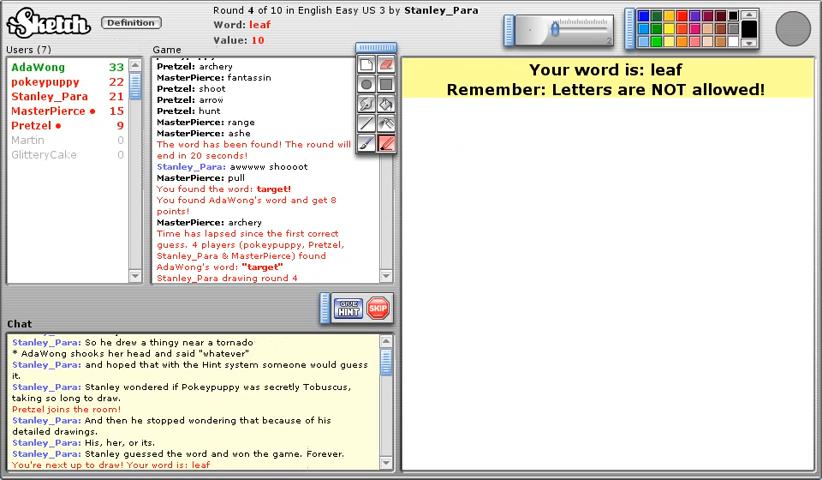 iSketch
Definition
Round 4 of 10 in English Easy US 3 by Stanley_Para
Word: leaf
Value: 10
2
Users (7)
AdaWong 33
pokeypuppy 22
Stanley_Para 21
MasterPierce • 15
Pretzel • 9
Martin 0
GlitteryCake 0
Game
Pretzel: archery
MasterPierce: fantassin
Pretzel: shoot
Pretzel: arrow
Pretzel: hunt
MasterPierce: range
MasterPierce: ashe
The word has been found! The round will
end in 20 seconds!
Stanley_Para: awwwww shoooot
MasterPierce: pull
You found the word: target!
You found AdaWong's word and get 8
points!
MasterPierce: archery
Time has lapsed since the first correct
guess. 4 players (pokeypuppy, Pretzel,
Stanley_Para & MasterPierce) found
AdaWong's word: "target"
Stanley_Para drawing round 4
GIVE
HINT
SKIP
Chat
Stanley_Para: So he drew a thingy near a tornado
* AdaWong shooks her head and said "whatever"
Stanley_Para: and hoped that with the Hint system someone would guess
it.
Stanley_Para: Stanley wondered if Pokeypuppy was secretly Tobuscus,
taking so long to draw.
Pretzel joins the room!
Stanley_Para: And then he stopped wondering that because of his
detailed drawings.
Stanley_Para: His, her, or its.
Stanley_Para: Stanley guessed the word and won the game. Forever.
You're next up to draw! Your word is: leaf
Your word is: leaf
Remember: Letters are NOT allowed!